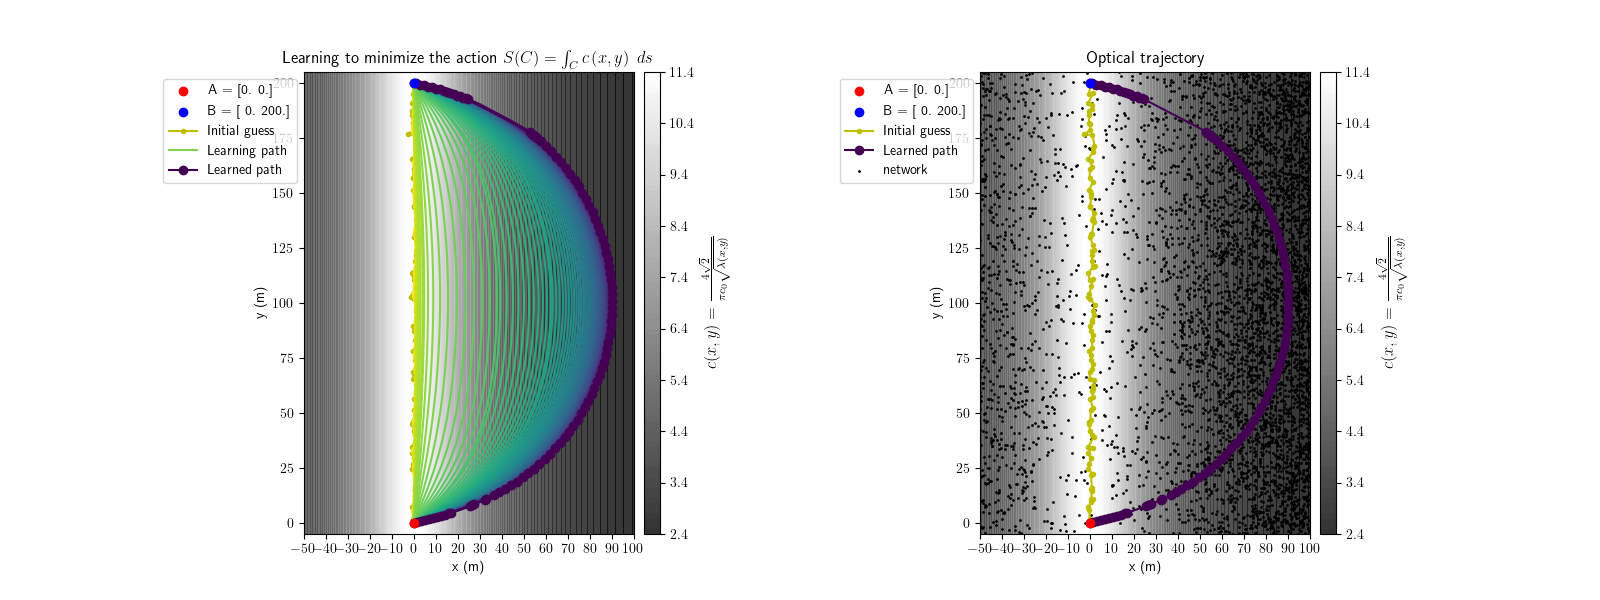 Learning to minimize the action S(C) = ∫_C c(x, y) ds
A = [0. 0.]
B = [ 0. 200.]
Initial guess
Learning path
Learned path
200
175
150
125
100
75
50
25
0
y (m)
−50 −40 −30 −20 −10 0 10 20 30 40 50 60 70 80 90 100
x (m)
11.4
10.4
9.4
8.4
7.4
6.4
5.4
4.4
3.4
2.4
c(x, y) = 4√2 / πc₀√λ(x,y)
Optical trajectory
A = [0. 0.]
B = [ 0. 200.]
Initial guess
Learned path
network
200
175
150
125
100
75
50
25
0
y (m)
−50 −40 −30 −20 −10 0 10 20 30 40 50 60 70 80 90 100
x (m)
11.4
10.4
9.4
8.4
7.4
6.4
5.4
4.4
3.4
2.4
c(x, y) = 4√2 / πc₀√λ(x,y)